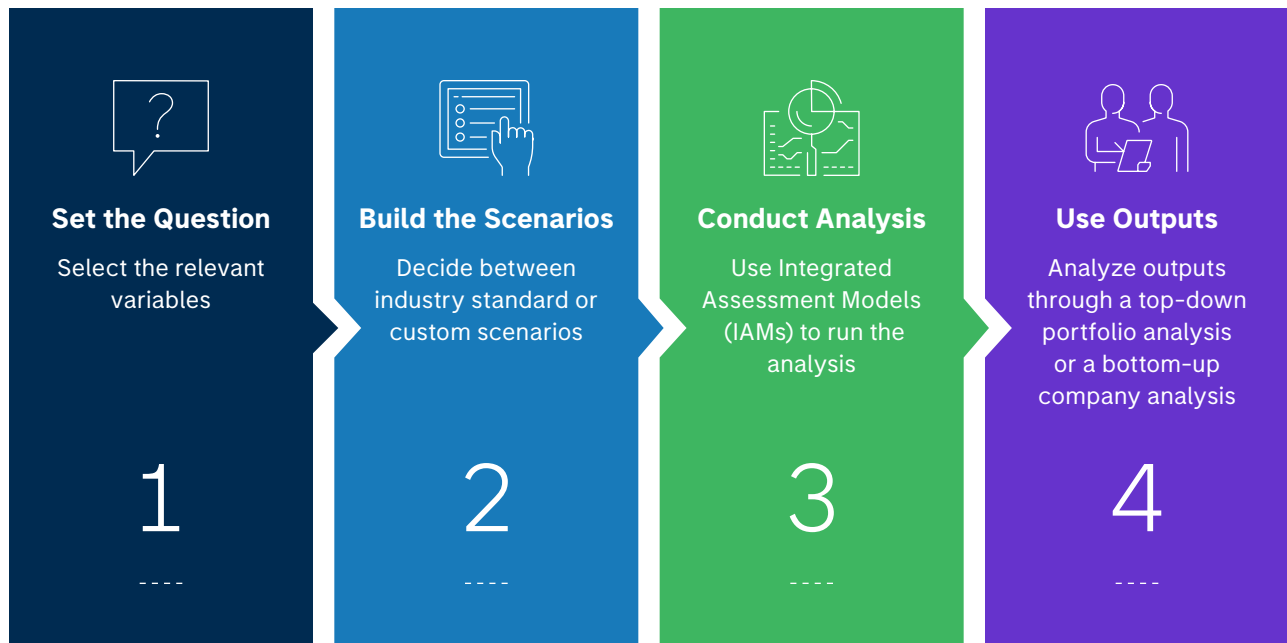 ?
Set the Question
Select the relevant
variables
1
Build the Scenarios
Decide between
industry standard or
custom scenarios
2
Conduct Analysis
Use Integrated
Assessment Models
(IAMs) to run the
analysis
3
Use Outputs
Analyze outputs
through a top-down
portfolio analysis
or a bottom-up
company analysis
4